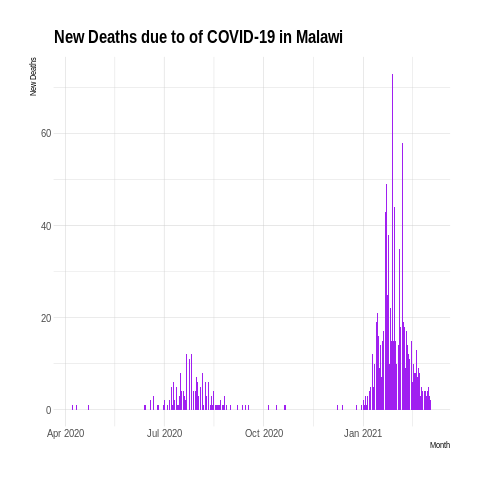 New Deaths due to of COVID-19 in Malawi
New Deaths
60
40
20
0
Apr 2020 Jul 2020 Oct 2020 Jan 2021
Month